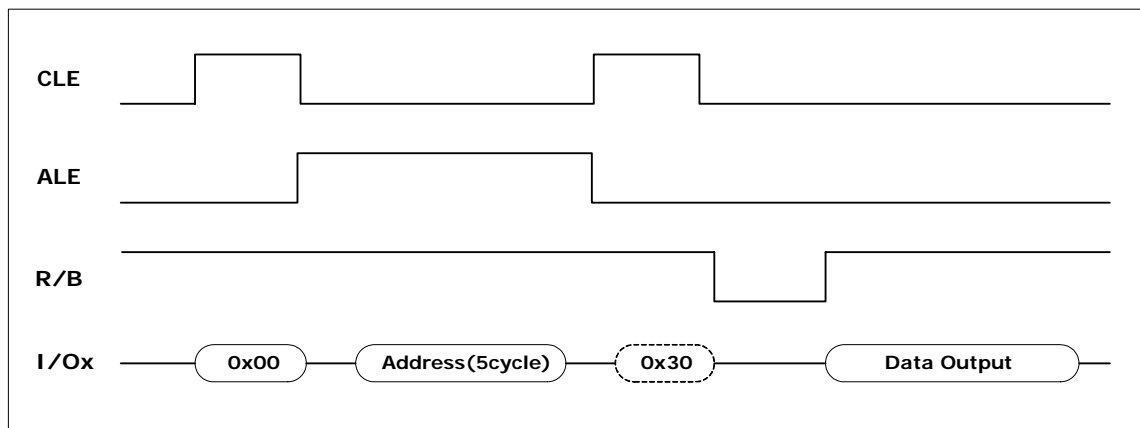 CLE
ALE
R/B
I/Ox 0x00 Address(5cycle) 0x30 Data Output